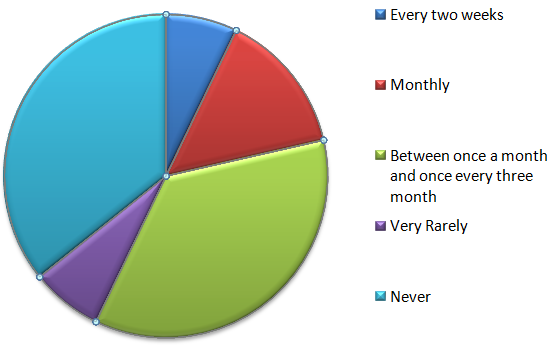 Every two weeks
Monthly
Between once a month
and once every three
month
Very Rarely
Never